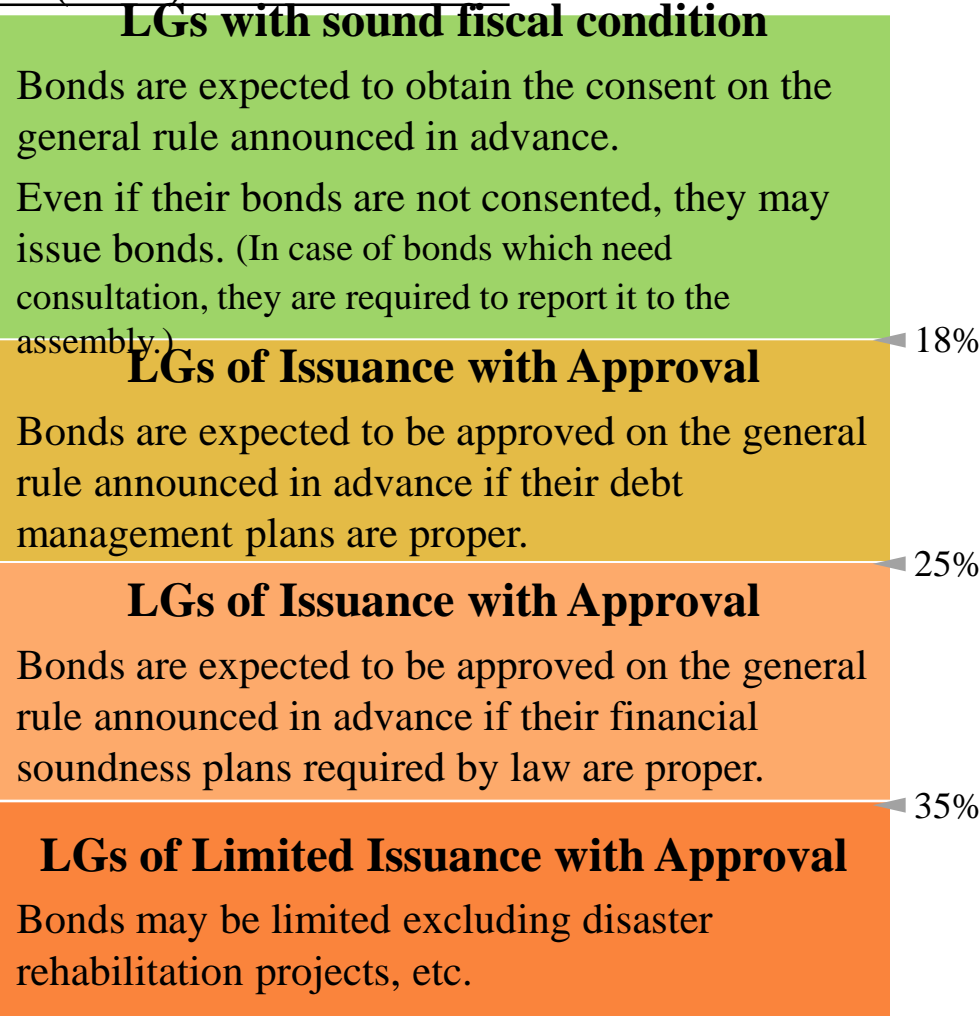 LGs with sound fiscal condition
Bonds are expected to obtain the consent on the
general rule announced in advance.
Even if their bonds are not consented, they may
issue bonds. (In case of bonds which need
consultation, they are required to report it to the
assembly.)
18%
LGs of Issuance with Approval
Bonds are expected to be approved on the general
rule announced in advance if their debt
management plans are proper.
25%
LGs of Issuance with Approval
Bonds are expected to be approved on the general
rule announced in advance if their financial
soundness plans required by law are proper.
35%
LGs of Limited Issuance with Approval
Bonds may be limited excluding disaster
rehabilitation projects, etc.